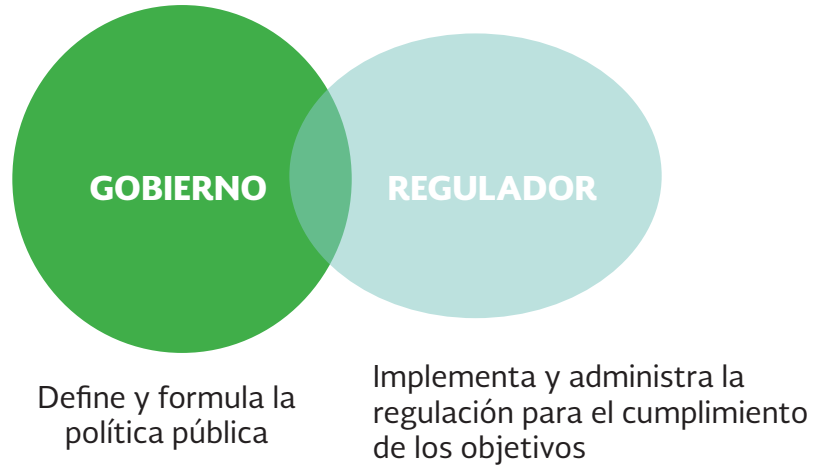 GOBIERNO
REGULADOR
Define y formula la
política pública
Implementa y administra la
regulación para el cumplimiento
de los objetivos